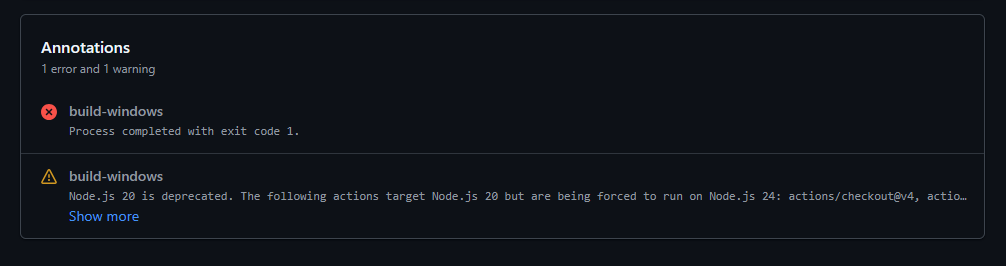 Annotations
1 error and 1 warning
build-windows
Process completed with exit code 1.
build-windows
Node.js 20 is deprecated. The following actions target Node.js 20 but are being forced to run on Node.js 24: actions/checkout@v4, actio…
Show more